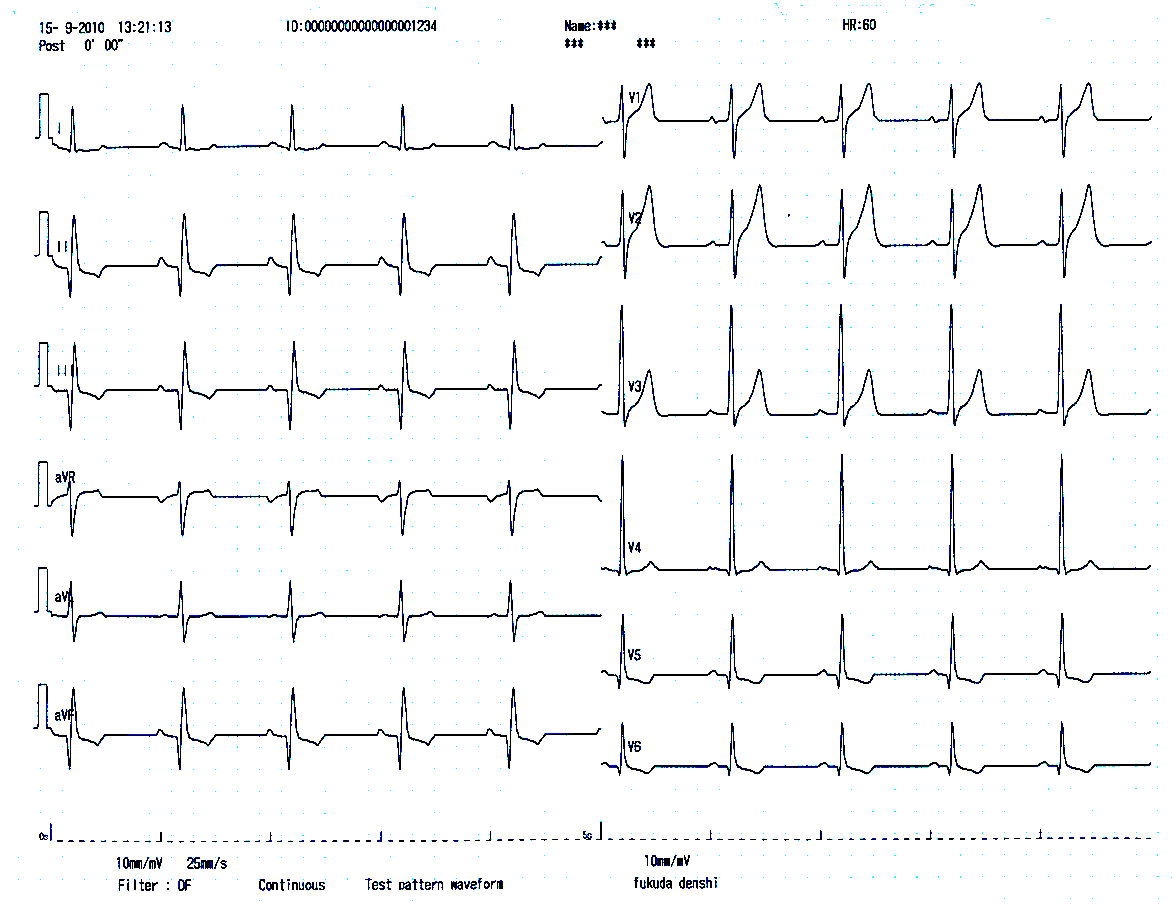 15- 9-2010 13:21:13 ID:00000000000000001234 Name:*** HR:60
Post 0' 00" *** ***
I
II
III
aVR
aVL
aVF
V1
V2
V3
V4
V5
V6
0s 5s
10mm/mV 25mm/s 10mm/mV
Filter : OF Continuous Test pattern waveform fukuda denshi